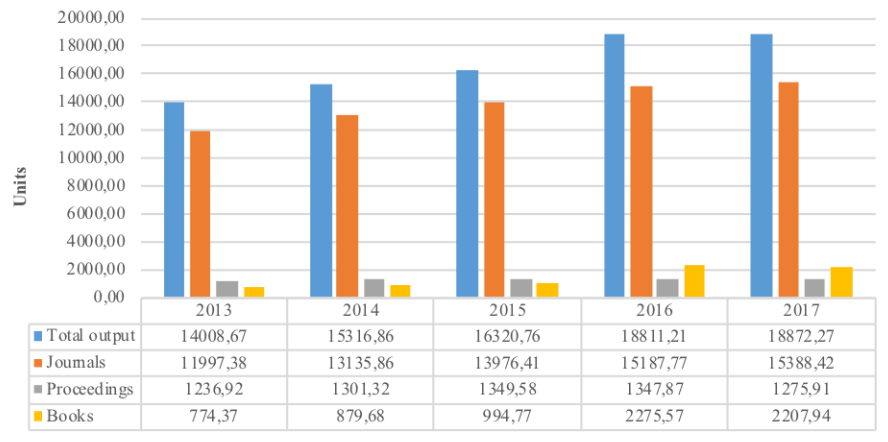 20000,00
18000,00
16000,00
14000,00
12000,00
10000,00
8000,00
6000,00
4000,00
2000,00
0,00
Units
2013 2014 2015 2016 2017
Total output 14008,67 15316,86 16320,76 18811,21 18872,27
Journals 11997,38 13135,86 13976,41 15187,77 15388,42
Proceedings 1236,92 1301,32 1349,58 1347,87 1275,91
Books 774,37 879,68 994,77 2275,57 2207,94